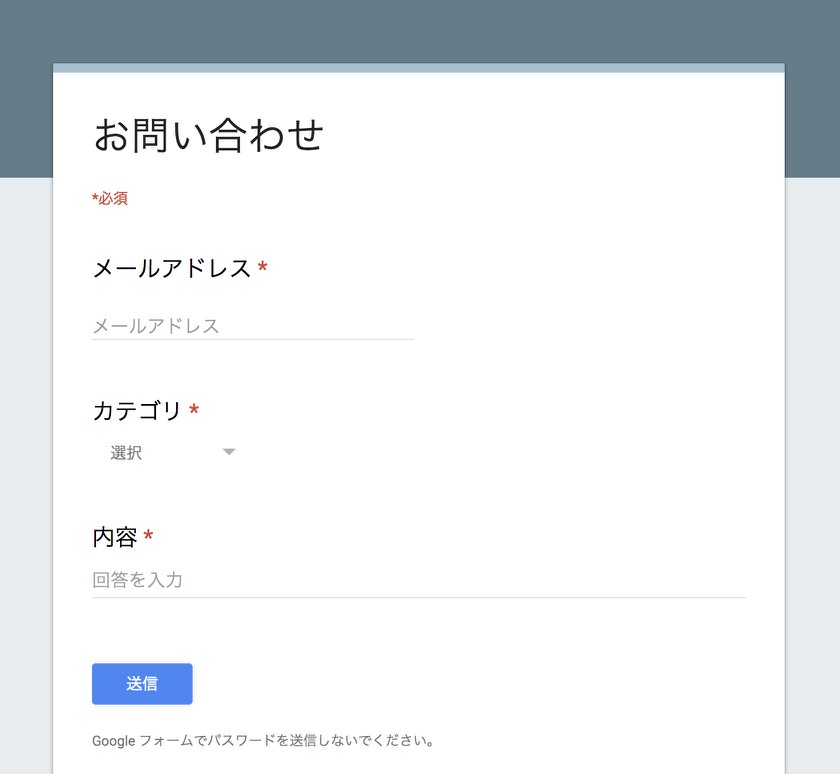 お問い合わせ
*必須
メールアドレス *
メールアドレス
カテゴリ *
選択
内容 *
回答を入力
送信
Google フォームでパスワードを送信しないでください。